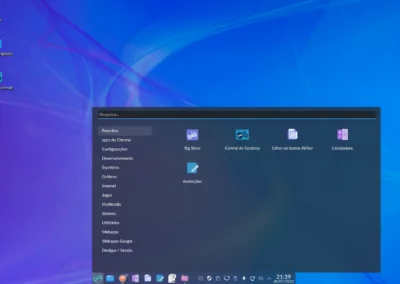 Pesquisar...
Favoritos
apps do Chrome
Configurações
Desenvolvimento
Escritório
Gráficos
Internet
Jogos
Multimídia
Sistema
Utilitários
Webapps
Webapps Google
Desligar / Sessão
Big Store
Central de Controle
Editor de textos Writer
Calculadora
Anotações
21:39